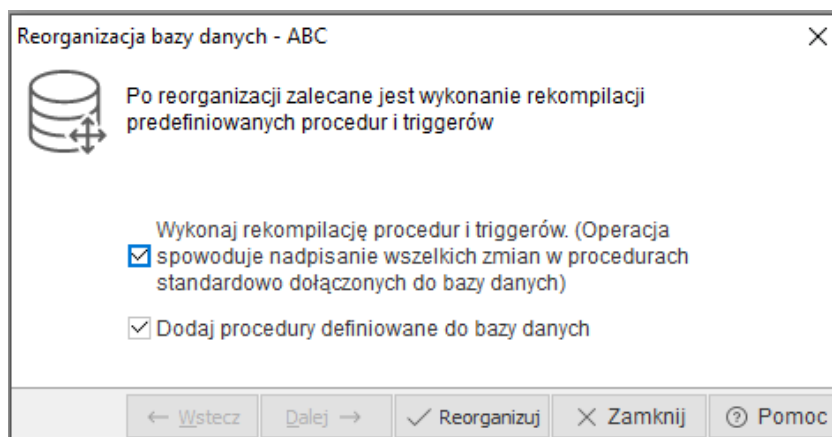 Reorganizacja bazy danych - ABC
Po reorganizacji zalecane jest wykonanie rekompilacji
predefiniowanych procedur i triggerów
Wykonaj rekompilację procedur i triggerów. (Operacja
spowoduje nadpisanie wszelkich zmian w procedurach
standardowo dołączonych do bazy danych)
Dodaj procedury definiowane do bazy danych
← Wstecz Dalej → Reorganizuj Zamknij Pomoc